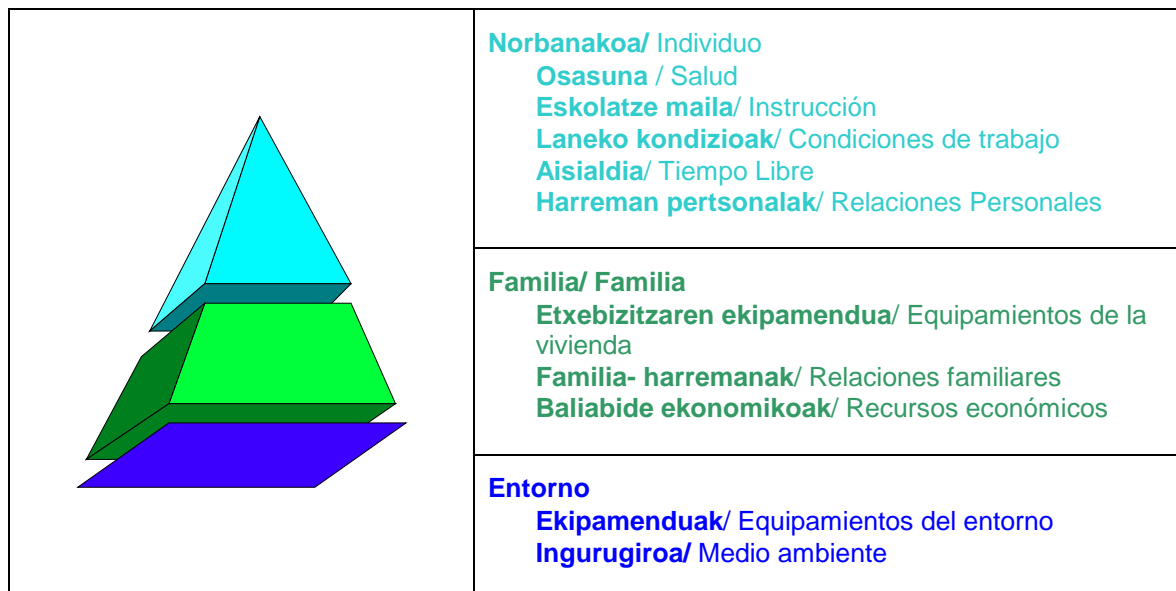 Norbanakoa/ Individuo
Osasuna / Salud
Eskolatze maila/ Instrucción
Laneko kondizioak/ Condiciones de trabajo
Aisialdia/ Tiempo Libre
Harreman pertsonalak/ Relaciones Personales
Familia/ Familia
Etxebizitzaren ekipamendua/ Equipamientos de la
vivienda
Familia- harremanak/ Relaciones familiares
Baliabide ekonomikoak/ Recursos económicos
Entorno
Ekipamenduak/ Equipamientos del entorno
Ingurugiroa/ Medio ambiente